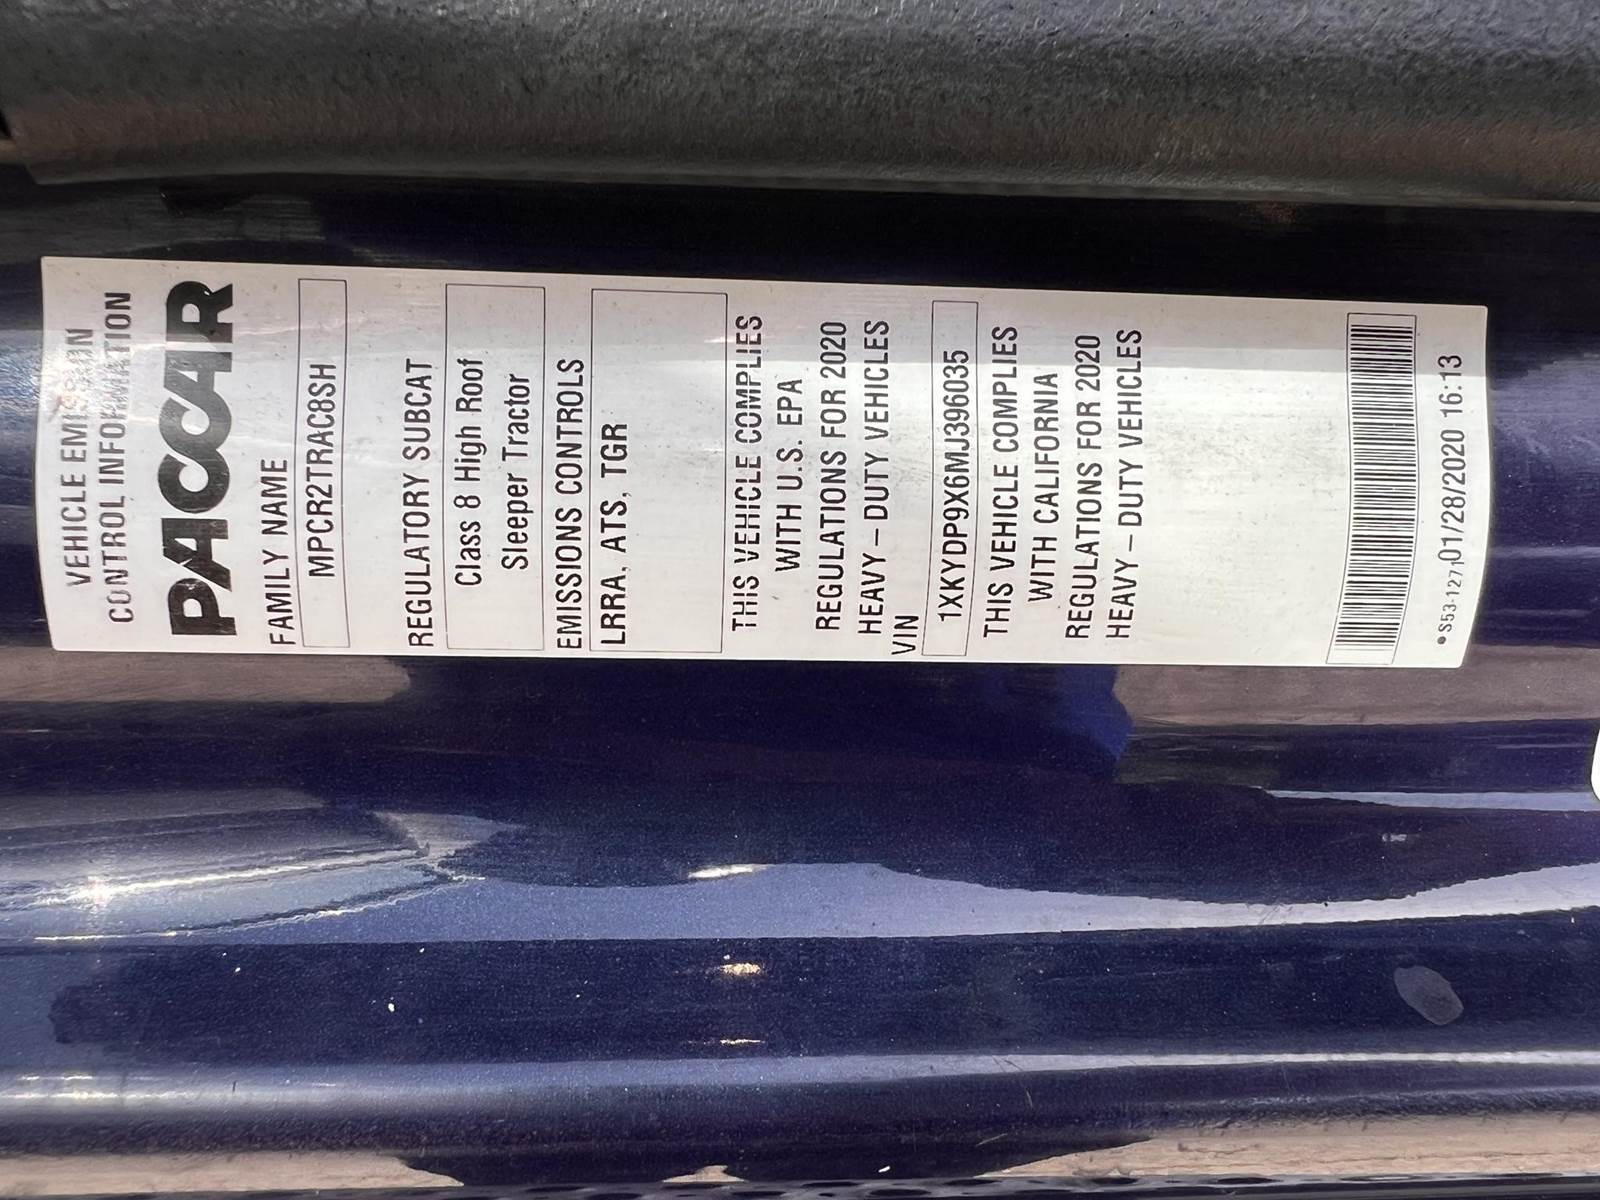 VEHICLE EMISSION
CONTROL INFORMATION
PACCAR
FAMILY NAME
MPCR2TRAC8SH
REGULATORY SUBCAT
Class 8 High Roof
Sleeper Tractor
EMISSIONS CONTROLS
LRRA, ATS, TGR
THIS VEHICLE COMPLIES
WITH U.S. EPA
REGULATIONS FOR 2020
HEAVY – DUTY VEHICLES
VIN
1XKYDP9X6MJ396035
THIS VEHICLE COMPLIES
WITH CALIFORNIA
REGULATIONS FOR 2020
HEAVY – DUTY VEHICLES
• S53-1271 01/28/2020 16:13